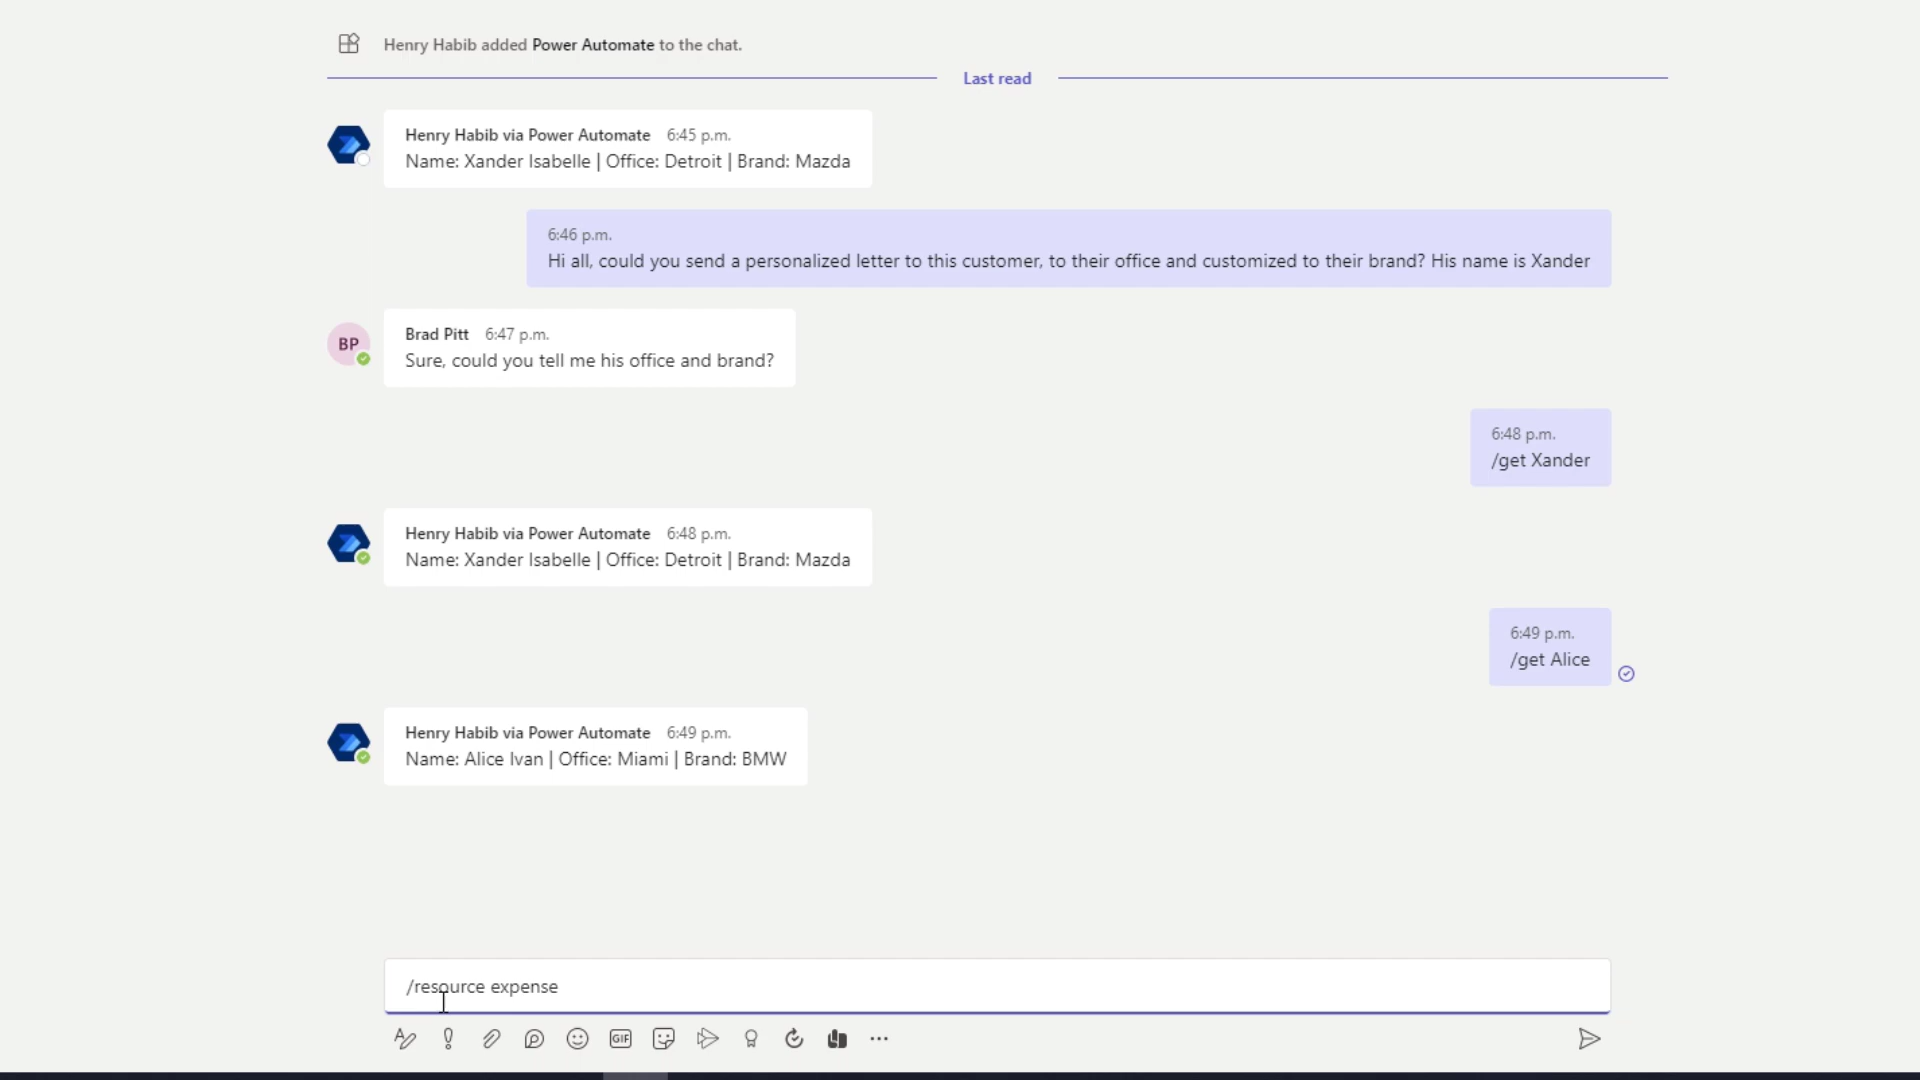 Henry Habib added Power Automate to the chat.
Last read
Henry Habib via Power Automate 6:45 p.m.
Name: Xander Isabelle | Office: Detroit | Brand: Mazda
6:46 p.m.
Hi all, could you send a personalized letter to this customer, to their office and customized to their brand? His name is Xander
BP
Brad Pitt 6:47 p.m.
Sure, could you tell me his office and brand?
6:48 p.m.
/get Xander
Henry Habib via Power Automate 6:48 p.m.
Name: Xander Isabelle | Office: Detroit | Brand: Mazda
6:49 p.m.
/get Alice
Henry Habib via Power Automate 6:49 p.m.
Name: Alice Ivan | Office: Miami | Brand: BMW
/resource expense
GIF